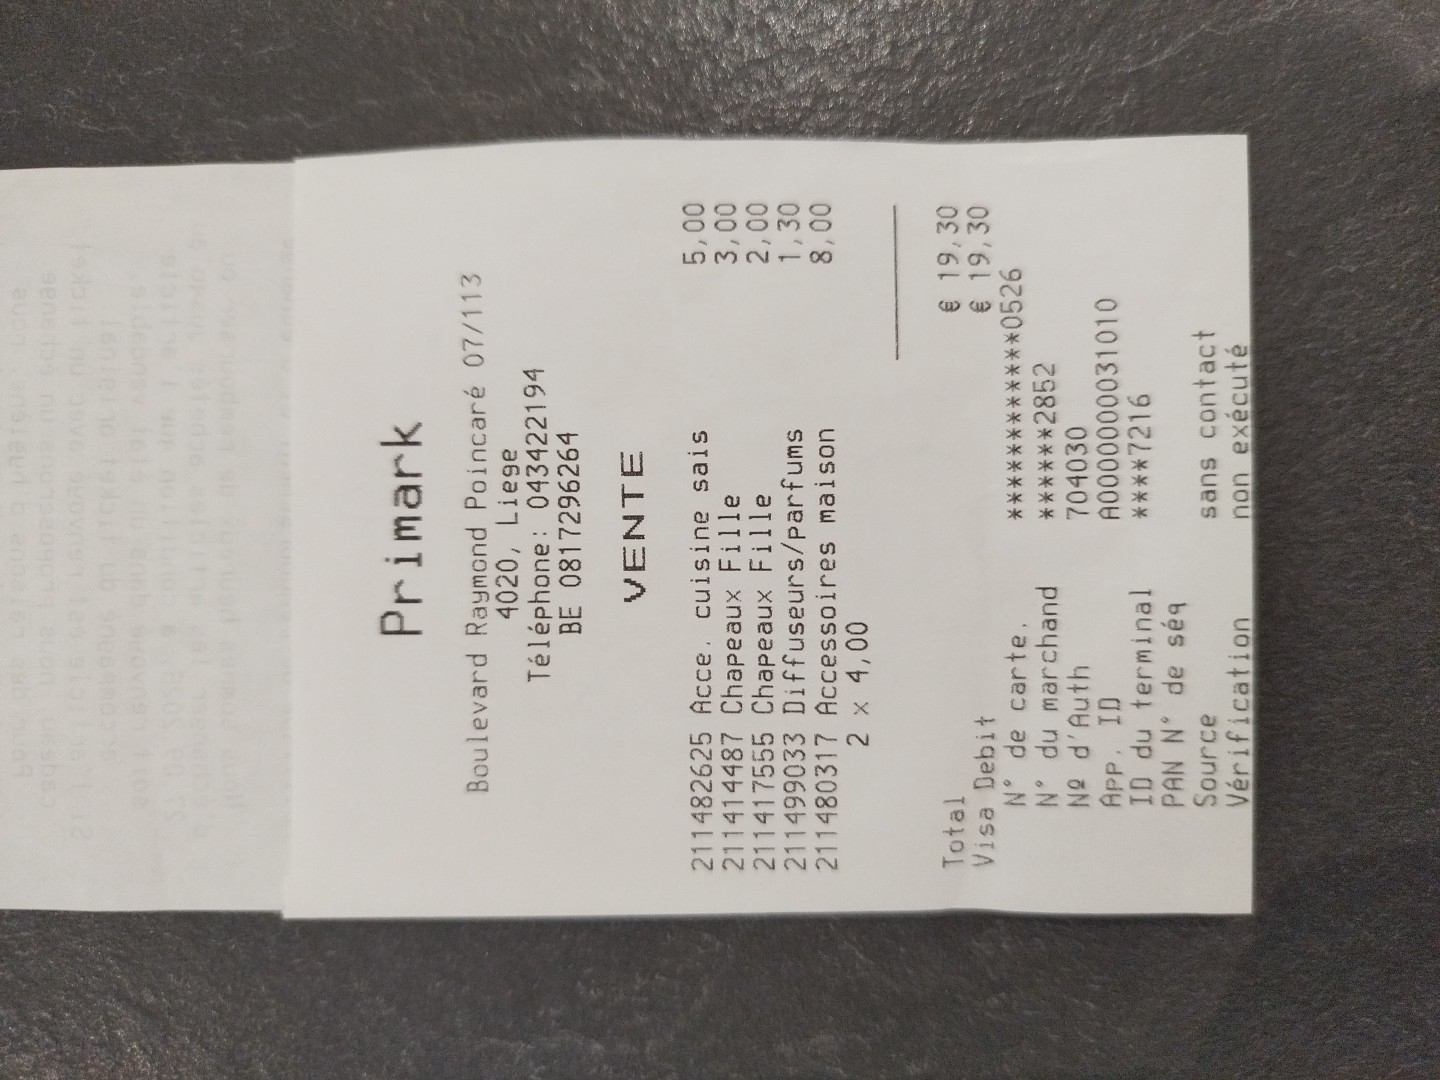 Primark
Boulevard Raymond Poincaré 07/113
4020, Liege
Téléphone: 043422194
BE 0817296264
VENTE
211482625 Acce. cuisine sais 5,00
211414487 Chapeaux Fille 3,00
211417555 Chapeaux Fille 2,00
211499033 Diffuseurs/Parfums 1,30
211480317 Accessoires maison 8,00
2 x 4,00
Total € 19,30
Visa Debit € 19,30
N° de carte. ************0526
N° du marchand ******2852
Nº d'Auth 704030
App. ID A0000000031010
ID du terminal ****7216
PAN N° de séq
Source sans contact
Vérification non exécuté